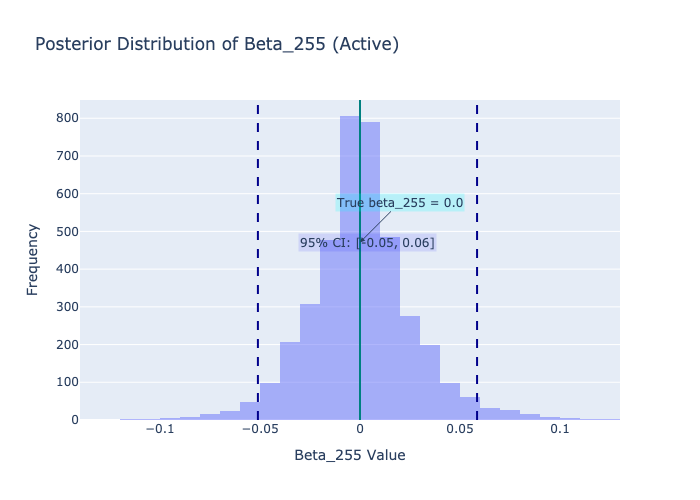 Posterior Distribution of Beta_255 (Active)
800
700
600
500
400
300
200
100
0
Frequency
True beta_255 = 0.0
95% CI: [-0.05, 0.06]
−0.1
−0.05
0
0.05
0.1
Beta_255 Value